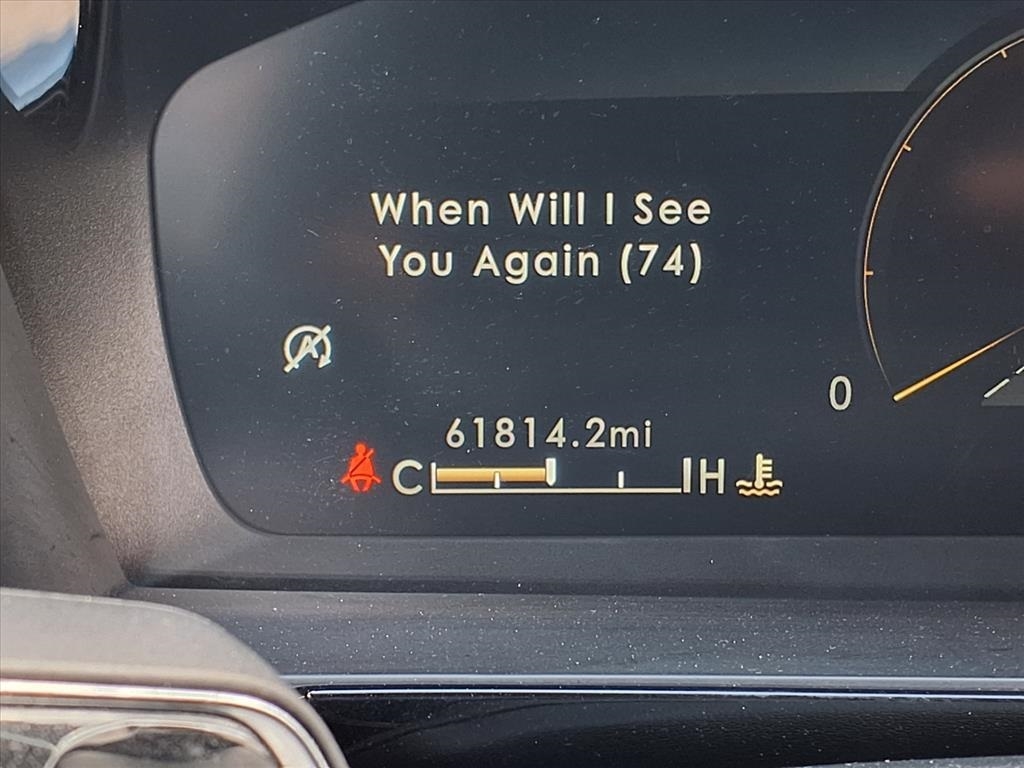 When Will I See
You Again (74)
A
0
61814.2mi
C H